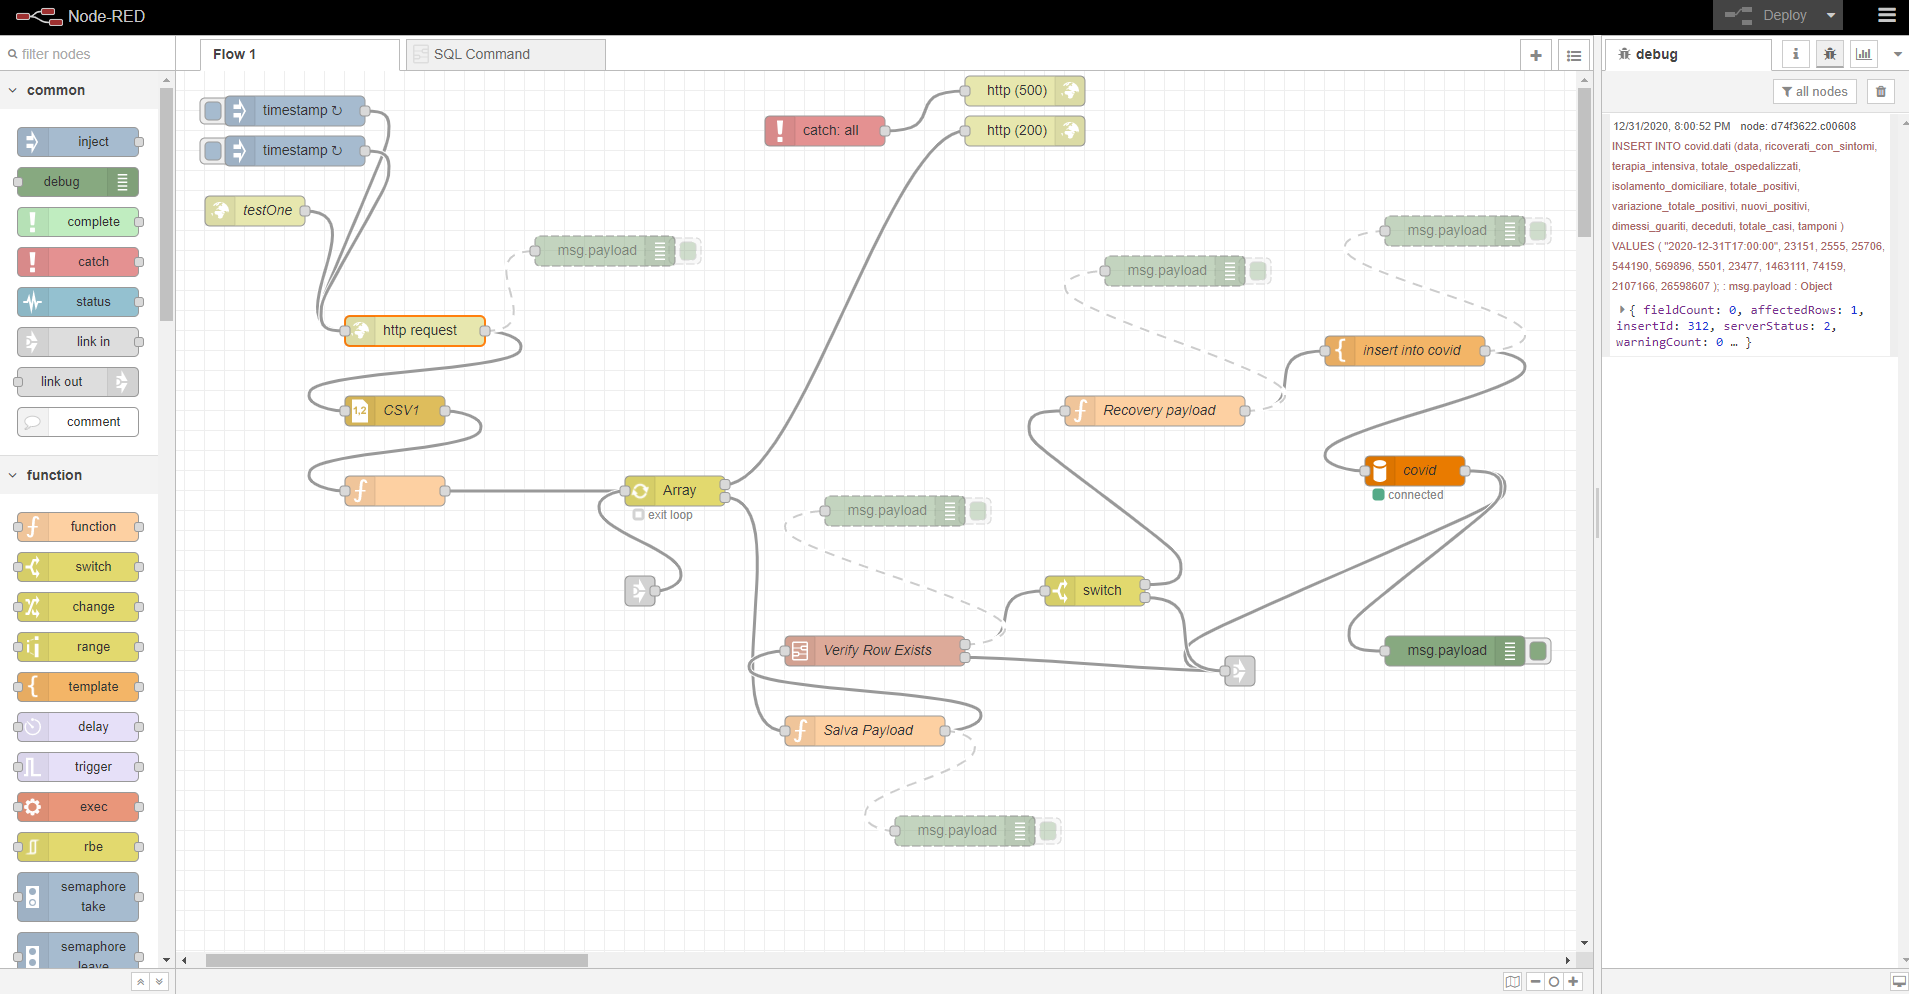 Node-RED
Deploy
filter nodes
Flow 1
SQL Command
debug
i
common
inject
debug
complete
catch
status
link in
link out
comment
function
function
switch
change
range
template
delay
trigger
exec
rbe
semaphore
take
semaphore
leave
timestamp ↻
timestamp ↻
testOne
http request
msg.payload
CSV1
1,2
f
Array
exit loop
catch: all
http (500)
http (200)
msg.payload
msg.payload
insert into covid
Recovery payload
covid
connected
msg.payload
switch
Verify Row Exists
Salva Payload
msg.payload
msg.payload
all nodes
12/31/2020, 8:00:52 PM node: d74f3622.c00608
INSERT INTO covid.dati (data, ricoverati_con_sintomi,
terapia_intensiva, totale_ospedalizzati,
isolamento_domiciliare, totale_positivi,
variazione_totale_positivi, nuovi_positivi,
dimessi_guariti, deceduti, totale_casi, tamponi )
VALUES ( "2020-12-31T17:00:00", 23151, 2555, 25706,
544190, 569896, 5501, 23477, 1463111, 74159,
2107166, 26598607 ); : msg.payload : Object
{ fieldCount: 0, affectedRows: 1,
insertId: 312, serverStatus: 2,
warningCount: 0 … }